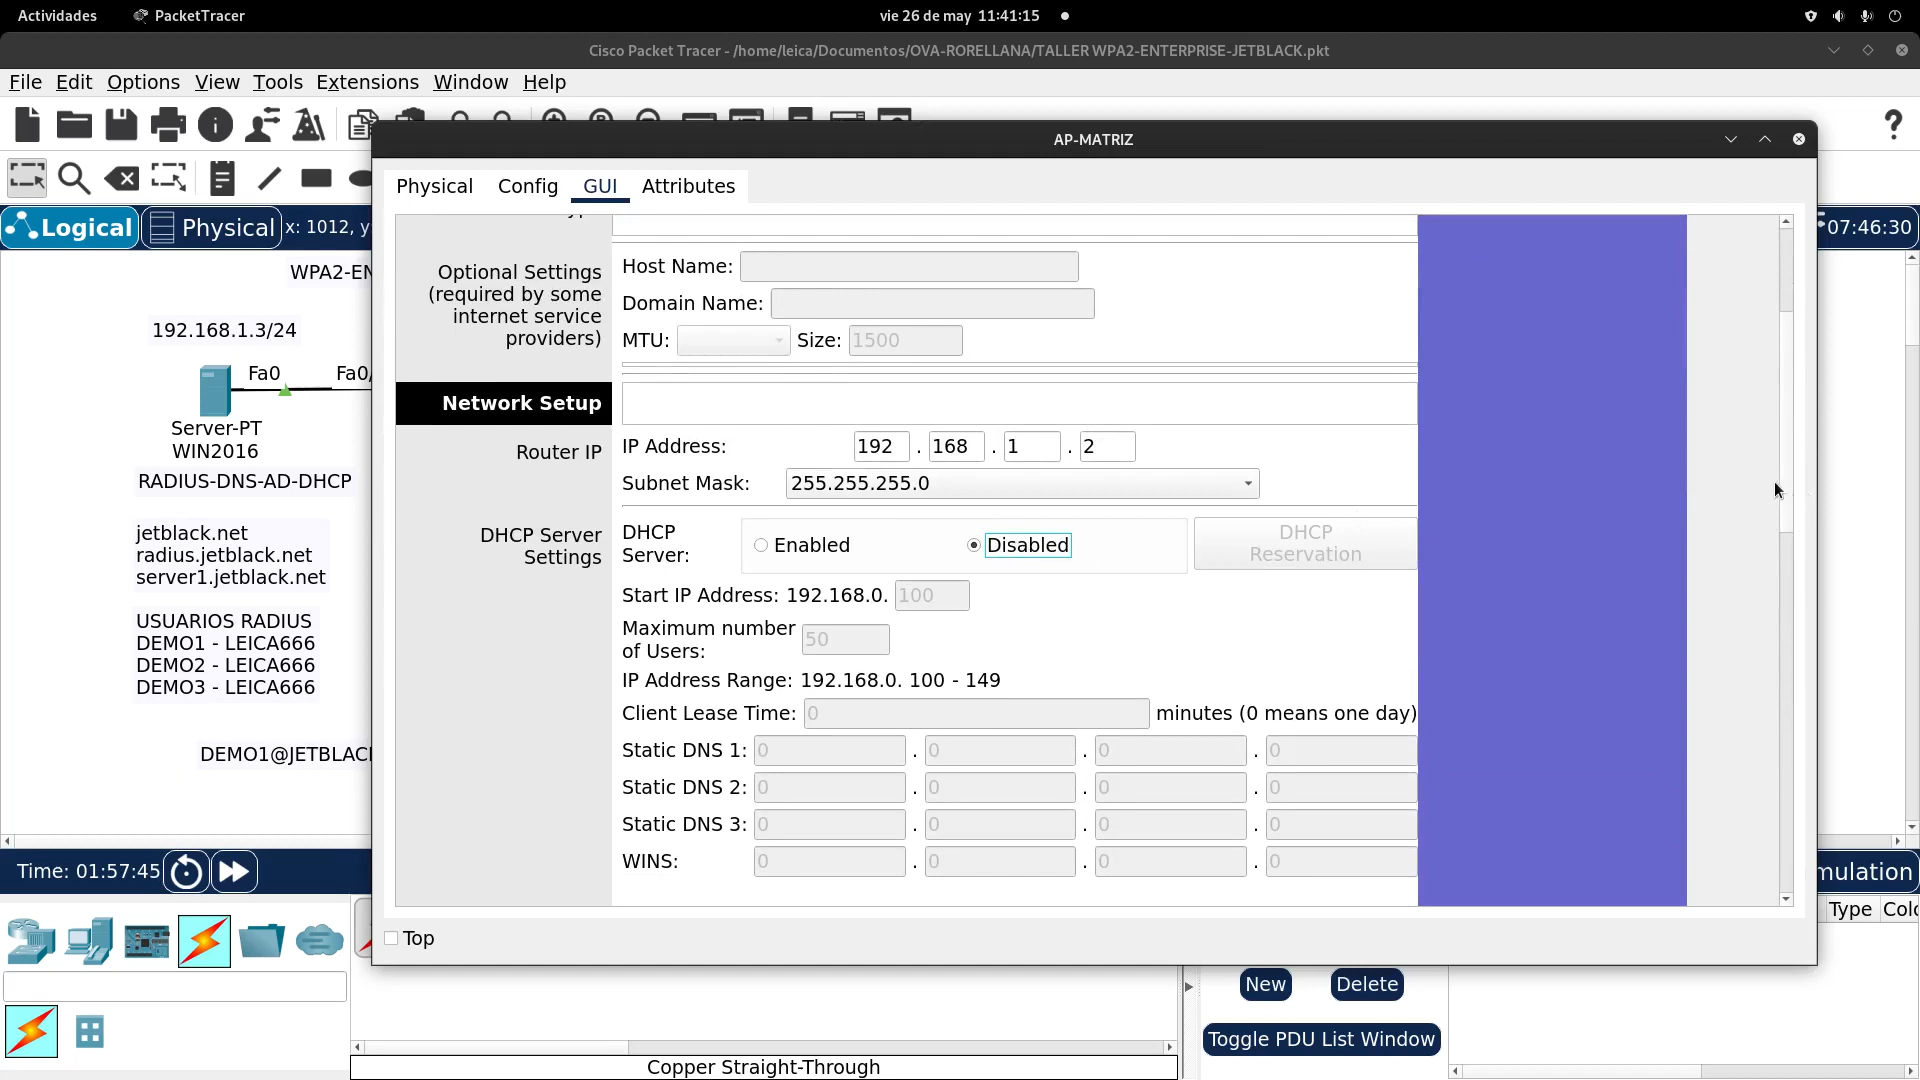 Actividades
PacketTracer
vie 26 de may 11:41:15
Cisco Packet Tracer - /home/leica/Documentos/OVA-RORELLANA/TALLER WPA2-ENTERPRISE-JETBLACK.pkt
File Edit Options View Tools Extensions Window Help
AP-MATRIZ
Physical Config GUI Attributes
Logical
Physical
x: 1012, y
07:46:30
WPA2-EN
192.168.1.3/24
Fa0
Fa0/
Server-PT
WIN2016
RADIUS-DNS-AD-DHCP
jetblack.net
radius.jetblack.net
server1.jetblack.net
USUARIOS RADIUS
DEMO1 - LEICA666
DEMO2 - LEICA666
DEMO3 - LEICA666
DEMO1@JETBLAC
Optional Settings
(required by some
internet service
providers)
Host Name:
Domain Name:
MTU: Size: 1500
Network Setup
Router IP
IP Address: 192 . 168 . 1 . 2
Subnet Mask: 255.255.255.0
DHCP Server
Settings
DHCP
Server:
Enabled
Disabled
DHCP
Reservation
Start IP Address: 192.168.0. 100
Maximum number
of Users:
50
IP Address Range: 192.168.0. 100 - 149
Client Lease Time: 0 minutes (0 means one day)
Static DNS 1: 0 . 0 . 0 . 0
Static DNS 2: 0 . 0 . 0 . 0
Static DNS 3: 0 . 0 . 0 . 0
WINS: 0 . 0 . 0 . 0
Top
Time: 01:57:45
mulation
Type
Colo
New
Delete
Toggle PDU List Window
Copper Straight-Through